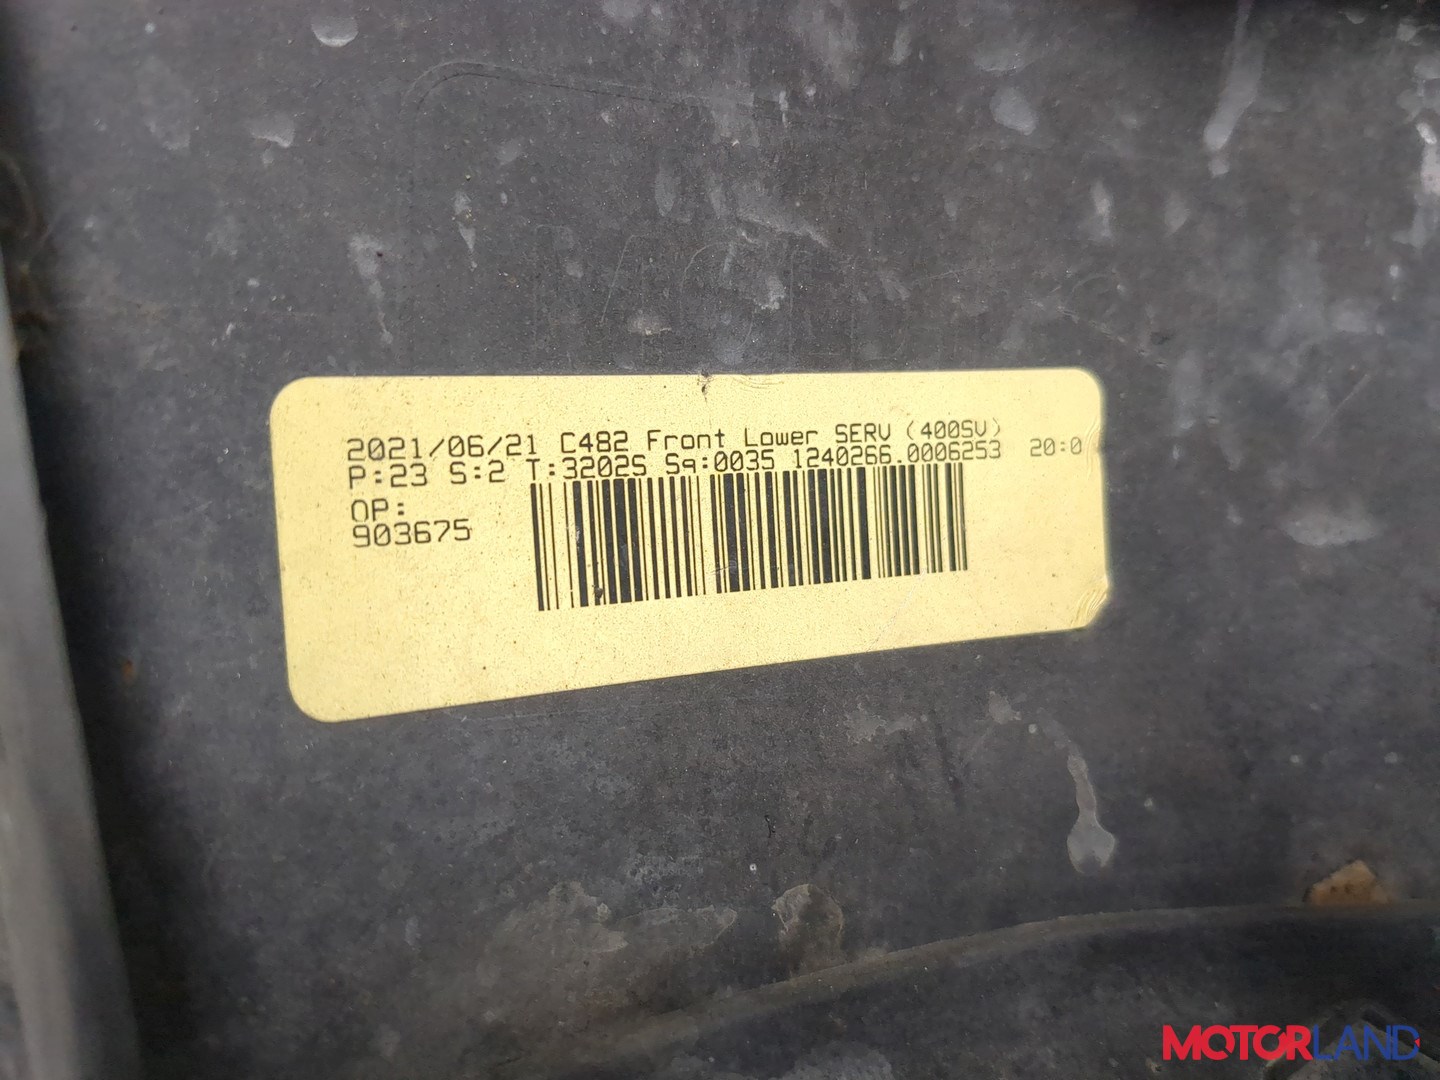 2021/06/21 C482 Front Lower SERV (400SV)
P:23 S:2 T:32025 Sq:0035 1240266.0006253 20:0
OP:
903675
MOTORLAND